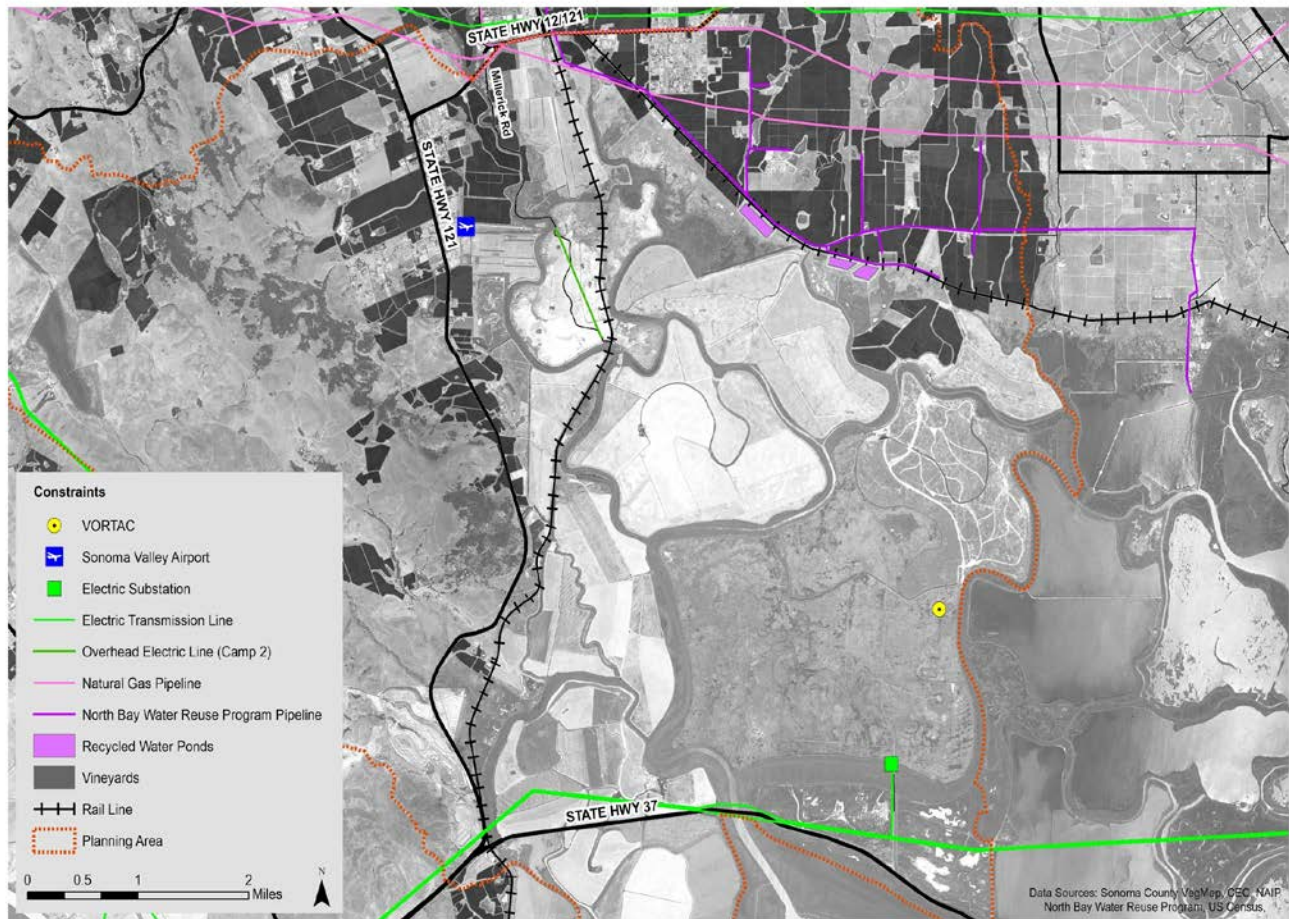 STATE HWY 12/121
Millerick Rd
STATE HWY 121
Constraints
VORTAC
Sonoma Valley Airport
Electric Substation
Electric Transmission Line
Overhead Electric Line (Camp 2)
Natural Gas Pipeline
North Bay Water Reuse Program Pipeline
Recycled Water Ponds
Vineyards
Rail Line
Planning Area
0 0.5 1 2
Miles
N
STATE HWY 37
Data Sources: Sonoma County VegMap, CEC, NAIP
North Bay Water Reuse Program, US Census,